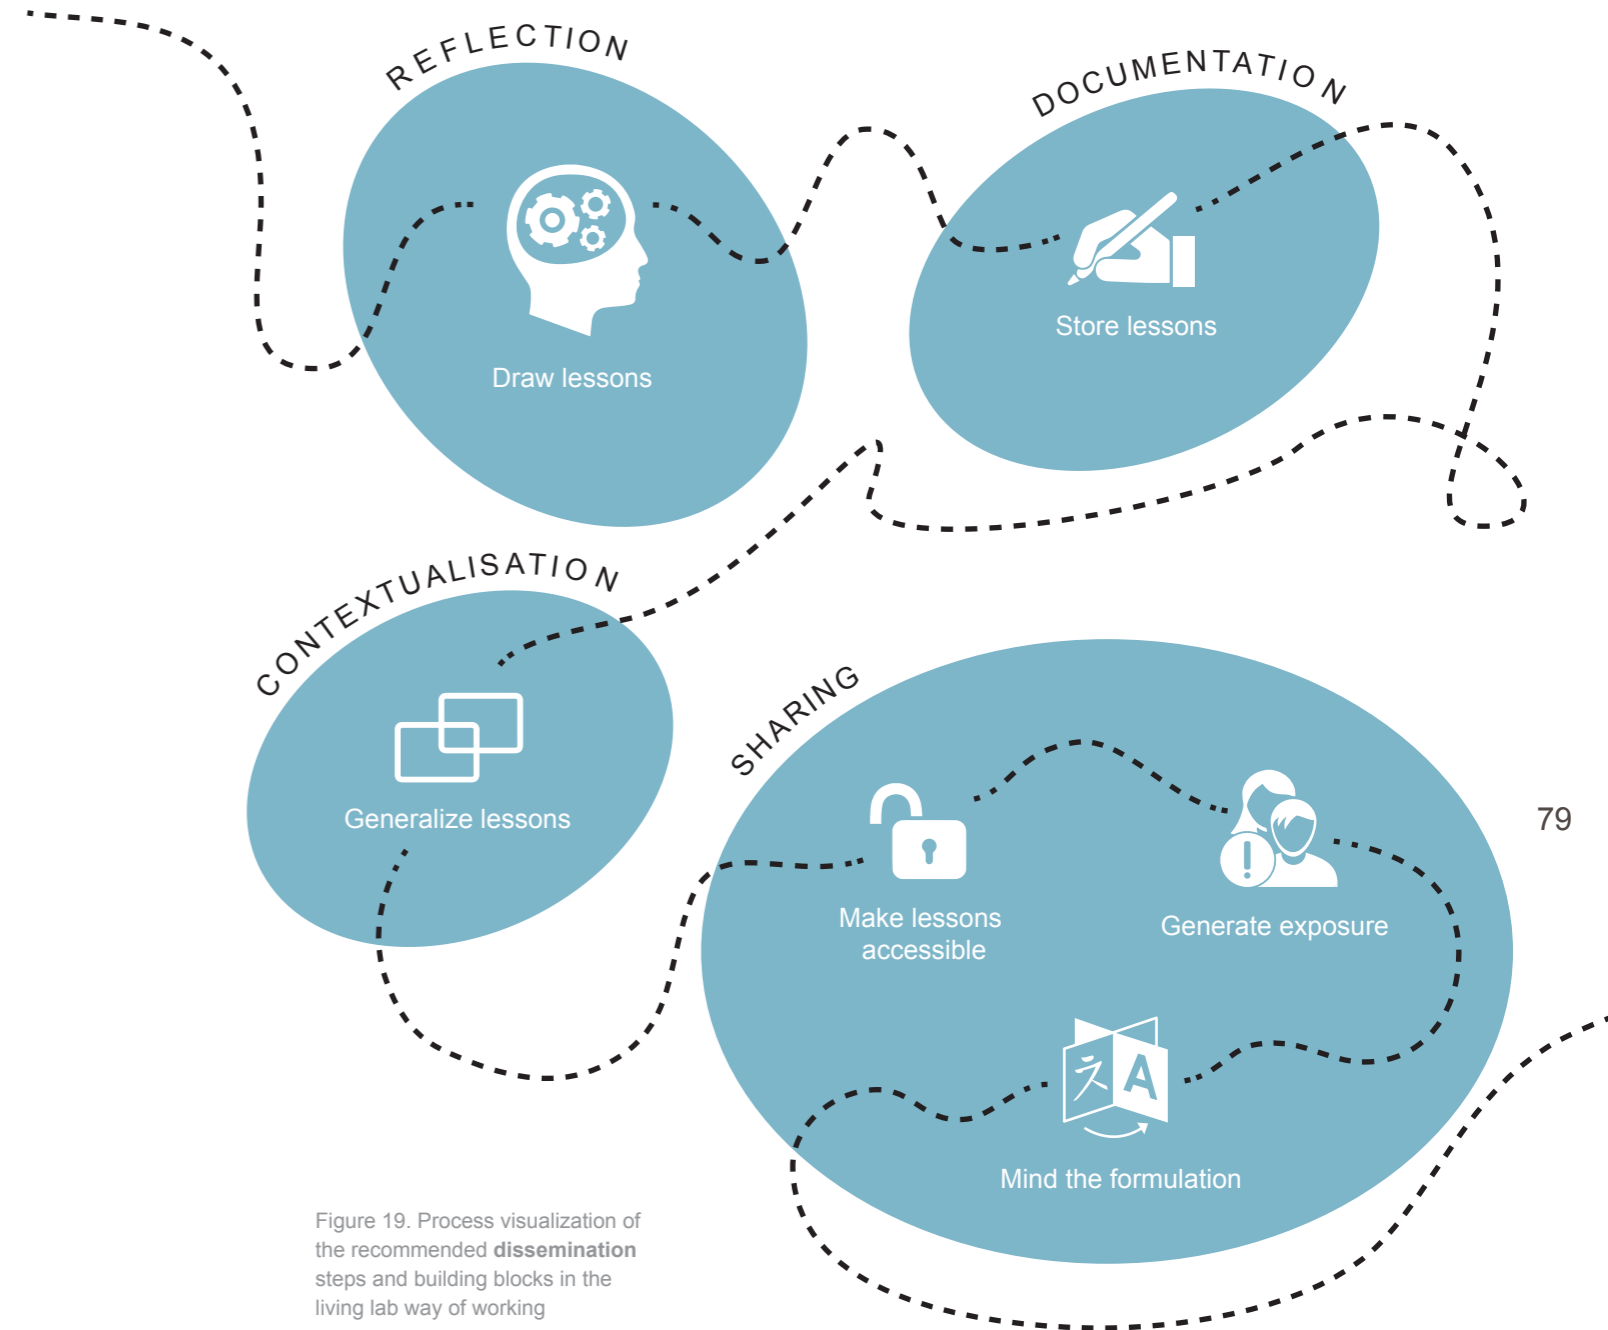 REFLECTION
Draw lessons
DOCUMENTATION
Store lessons
CONTEXTUALISATION
Generalize lessons
SHARING
Make lessons
accessible
Generate exposure
文A
Mind the formulation
79
Figure 19. Process visualization of
the recommended dissemination
steps and building blocks in the
living lab way of working